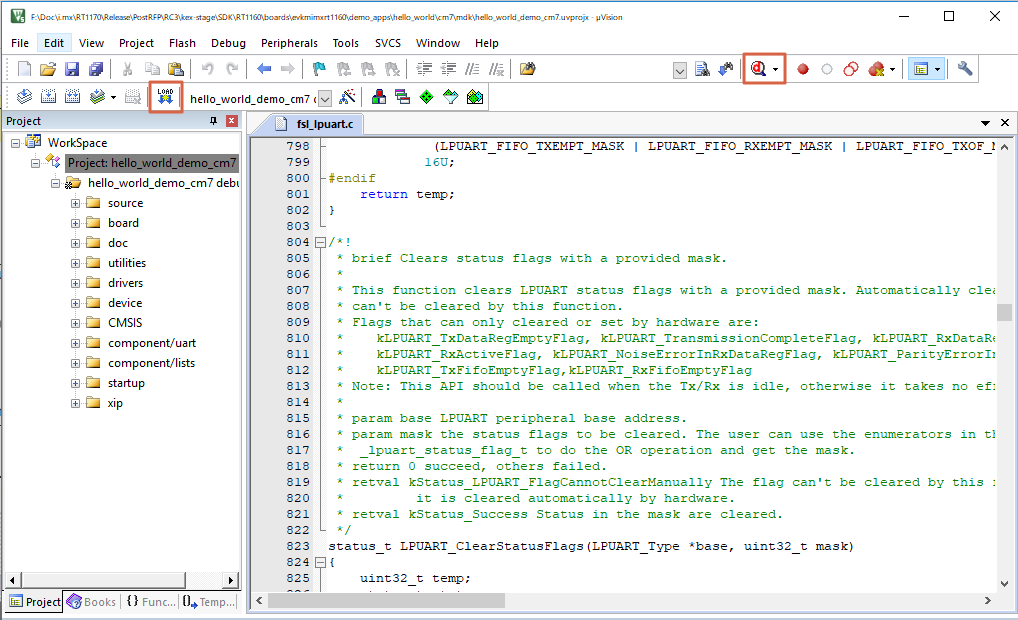 F:\Doc\i.mx\RT1170\Release\PostRFP\RC3\kex-stage\SDK\RT1160\boards\evkmimxrt1160\demo_apps\hello_world\cm7\mdk\hello_world_demo_cm7.uvprojx - µVision
File Edit View Project Flash Debug Peripherals Tools SVCS Window Help
LOAD hello_world_demo_cm7
Project
fsl_lpuart.c
WorkSpace
Project: hello_world_demo_cm7
hello_world_demo_cm7 debu
source
board
doc
utilities
drivers
device
CMSIS
component/uart
component/lists
startup
xip
798 (LPUART_FIFO_TXEMPT_MASK | LPUART_FIFO_RXEMPT_MASK | LPUART_FIFO_TXOF_
799 16U;
800 #endif
801 return temp;
802 }
803
804 /*!
805 * brief Clears status flags with a provided mask.
806 *
807 * This function clears LPUART status flags with a provided mask. Automatically clea
808 * can't be cleared by this function.
809 * Flags that can only cleared or set by hardware are:
810 * kLPUART_TxDataRegEmptyFlag, kLPUART_TransmissionCompleteFlag, kLPUART_RxDataRe
811 * kLPUART_RxActiveFlag, kLPUART_NoiseErrorInRxDataRegFlag, kLPUART_ParityErrorIn
812 * kLPUART_TxFifoEmptyFlag,kLPUART_RxFifoEmptyFlag
813 * Note: This API should be called when the Tx/Rx is idle, otherwise it takes no ef
814 *
815 * param base LPUART peripheral base address.
816 * param mask the status flags to be cleared. The user can use the enumerators in th
817 * _lpuart_status_flag_t to do the OR operation and get the mask.
818 * return 0 succeed, others failed.
819 * retval kStatus_LPUART_FlagCannotClearManually The flag can't be cleared by this
820 * it is cleared automatically by hardware.
821 * retval kStatus_Success Status in the mask are cleared.
822 */
823 status_t LPUART_ClearStatusFlags(LPUART_Type *base, uint32_t mask)
824 {
825 uint32_t temp;
Project Books {} Func... Temp...